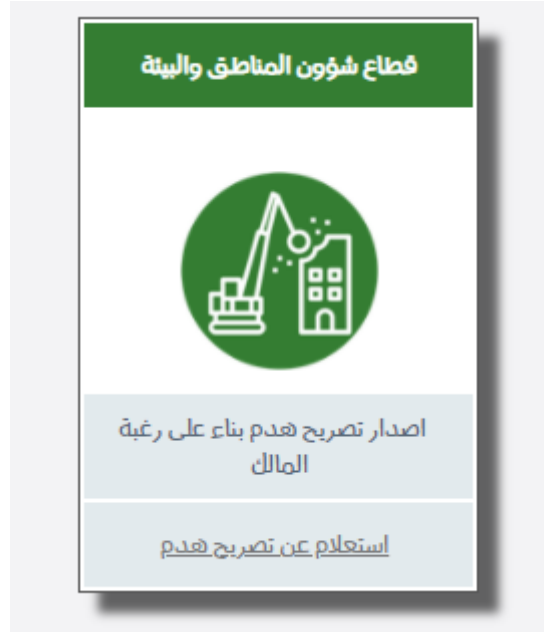 قطاع شؤون المناطق والبيئة
اصدار تصريح هدم بناء على رغبة
المالك
استعلام عن تصريح هدم